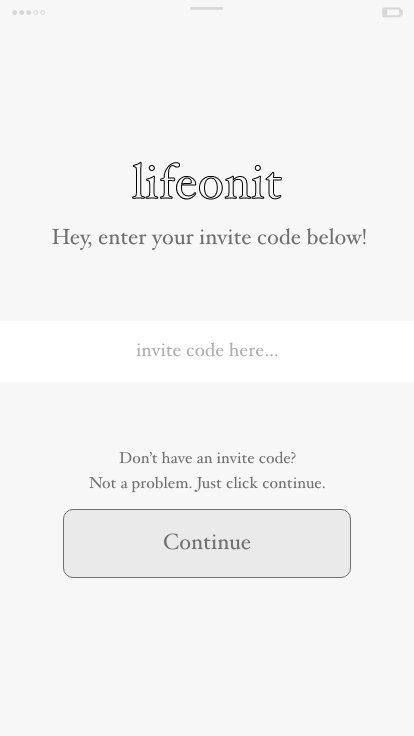 lifeonit
Hey, enter your invite code below!
invite code here...
Don’t have an invite code?
Not a problem. Just click continue.
Continue